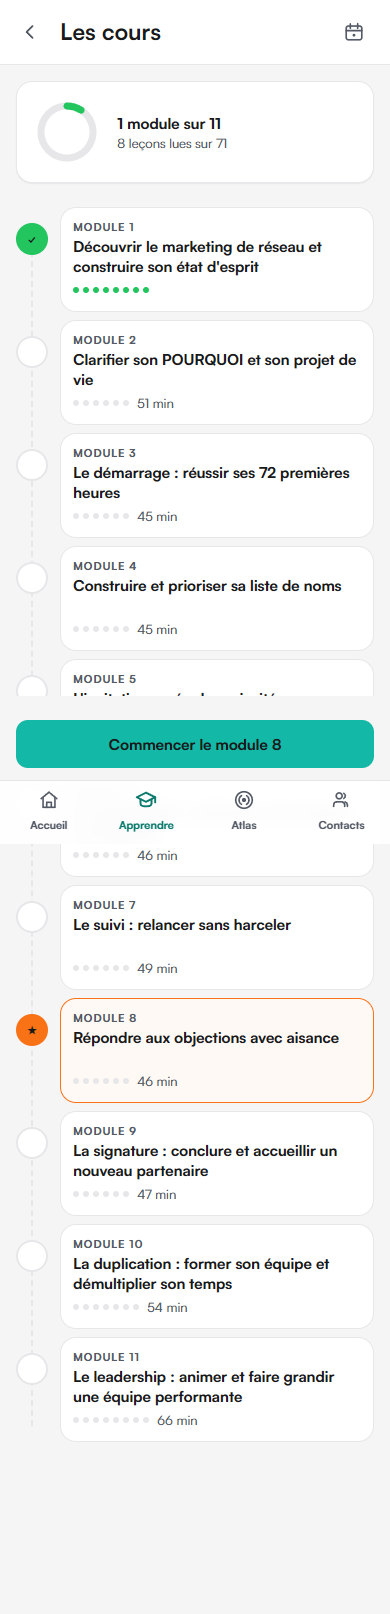 Les cours
1 module sur 11
8 leçons lues sur 71
MODULE 1
Découvrir le marketing de réseau et
construire son état d'esprit
MODULE 2
Clarifier son POURQUOI et son projet de
vie
51 min
MODULE 3
Le démarrage : réussir ses 72 premières
heures
45 min
MODULE 4
Construire et prioriser sa liste de noms
45 min
MODULE 5
Commencer le module 8
Accueil
Apprendre
Atlas
Contacts
46 min
MODULE 7
Le suivi : relancer sans harceler
49 min
MODULE 8
Répondre aux objections avec aisance
46 min
MODULE 9
La signature : conclure et accueillir un
nouveau partenaire
47 min
MODULE 10
La duplication : former son équipe et
démultiplier son temps
54 min
MODULE 11
Le leadership : animer et faire grandir
une équipe performante
66 min